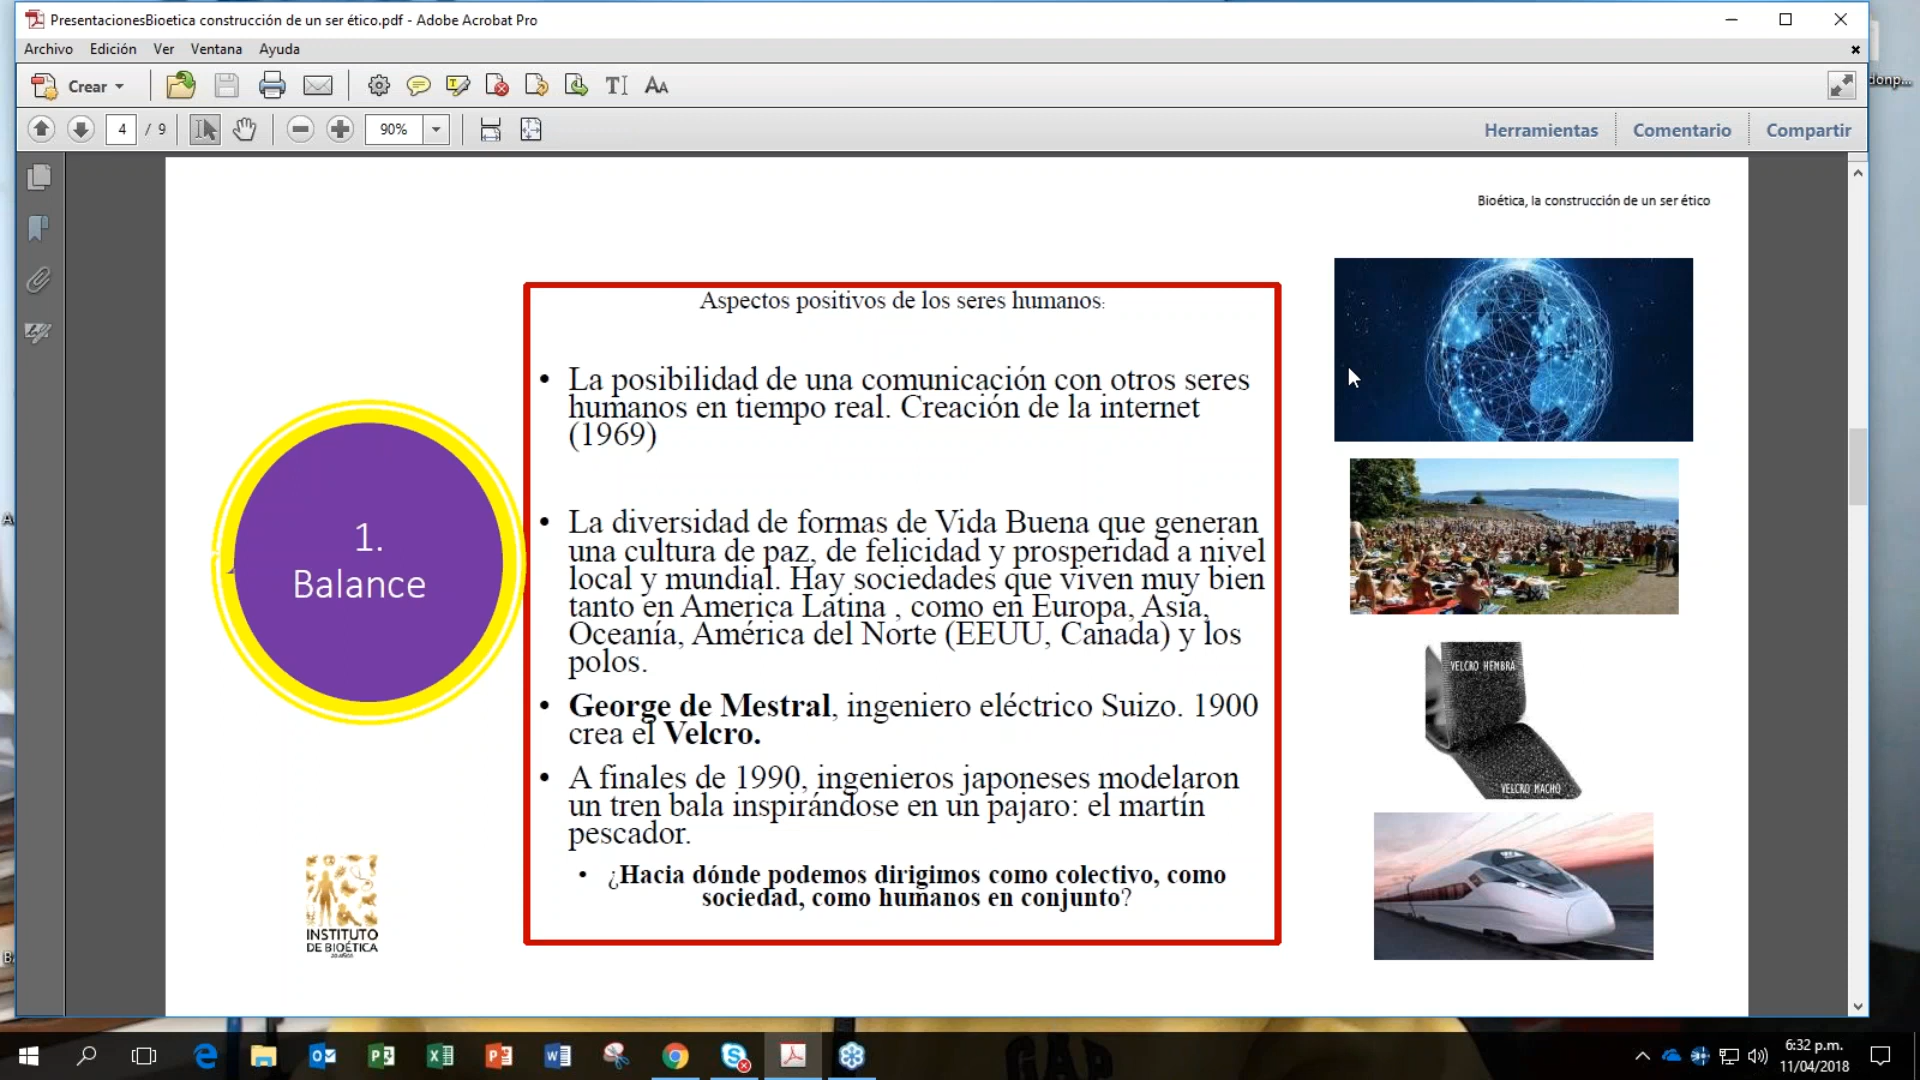 PresentacionesBioetica construcción de un ser ético.pdf - Adobe Acrobat Pro
Archivo Edición Ver Ventana Ayuda
Crear
4 / 9
90%
Herramientas Comentario Compartir
donp...
Bioética, la construcción de un ser ético
Aspectos positivos de los seres humanos:
• La posibilidad de una comunicación con otros seres
humanos en tiempo real. Creación de la internet
(1969)
• La diversidad de formas de Vida Buena que generan
una cultura de paz, de felicidad y prosperidad a nivel
local y mundial. Hay sociedades que viven muy bien
tanto en America Latina , como en Europa, Asia,
Oceanía, América del Norte (EEUU, Canada) y los
polos.
• George de Mestral, ingeniero eléctrico Suizo. 1900
crea el Velcro.
• A finales de 1990, ingenieros japoneses modelaron
un tren bala inspirándose en un pajaro: el martín
pescador.
• ¿Hacia dónde podemos dirigimos como colectivo, como
sociedad, como humanos en conjunto?
1.
Balance
INSTITUTO
DE BIOÉTICA
VELCRO HEMBRA
VELCRO MACHO
GAP
6:32 p.m.
11/04/2018